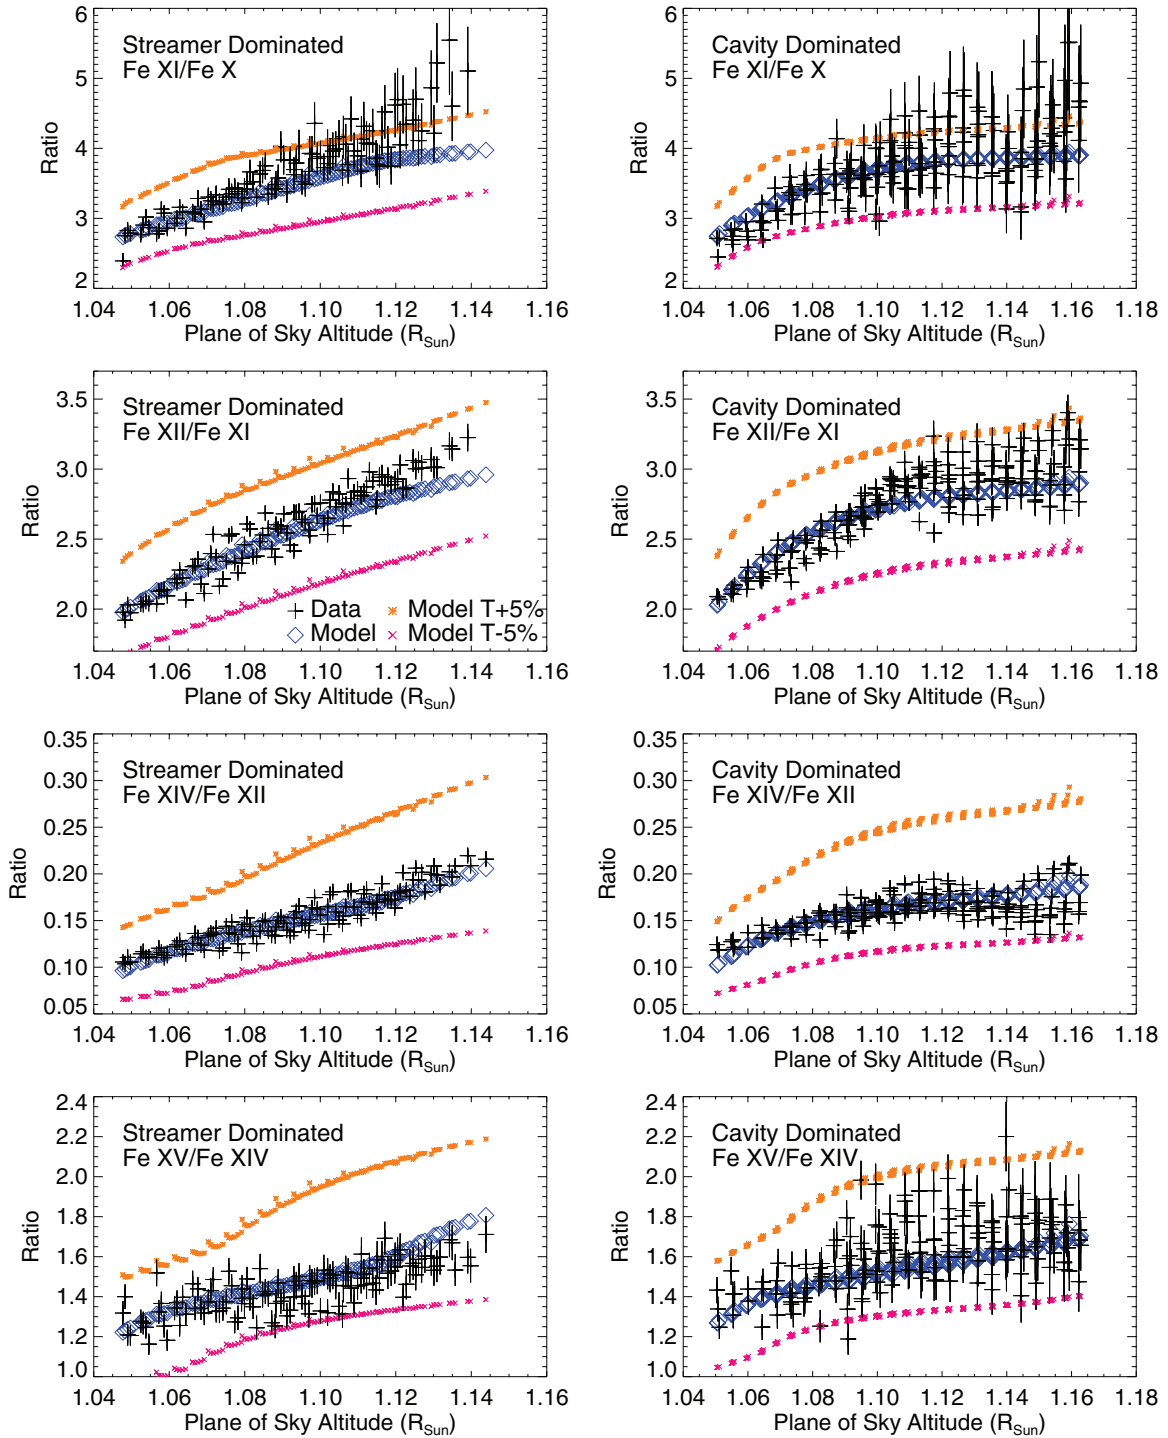 Streamer Dominated
Fe XI/Fe X
Ratio
6
5
4
3
2
1.04 1.06 1.08 1.10 1.12 1.14 1.16
Plane of Sky Altitude (RSun)
Cavity Dominated
Fe XI/Fe X
Ratio
6
5
4
3
2
1.04 1.06 1.08 1.10 1.12 1.14 1.16 1.18
Plane of Sky Altitude (RSun)
Streamer Dominated
Fe XII/Fe XI
Ratio
3.5
3.0
2.5
2.0
Data
Model
Model T+5%
Model T-5%
1.04 1.06 1.08 1.10 1.12 1.14 1.16
Plane of Sky Altitude (RSun)
Cavity Dominated
Fe XII/Fe XI
Ratio
3.5
3.0
2.5
2.0
1.04 1.06 1.08 1.10 1.12 1.14 1.16 1.18
Plane of Sky Altitude (RSun)
Streamer Dominated
Fe XIV/Fe XII
Ratio
0.35
0.30
0.25
0.20
0.15
0.10
0.05
1.04 1.06 1.08 1.10 1.12 1.14 1.16
Plane of Sky Altitude (RSun)
Cavity Dominated
Fe XIV/Fe XII
Ratio
0.35
0.30
0.25
0.20
0.15
0.10
0.05
1.04 1.06 1.08 1.10 1.12 1.14 1.16 1.18
Plane of Sky Altitude (RSun)
Streamer Dominated
Fe XV/Fe XIV
Ratio
2.4
2.2
2.0
1.8
1.6
1.4
1.2
1.0
1.04 1.06 1.08 1.10 1.12 1.14 1.16
Plane of Sky Altitude (RSun)
Cavity Dominated
Fe XV/Fe XIV
Ratio
2.4
2.2
2.0
1.8
1.6
1.4
1.2
1.0
1.04 1.06 1.08 1.10 1.12 1.14 1.16 1.18
Plane of Sky Altitude (RSun)